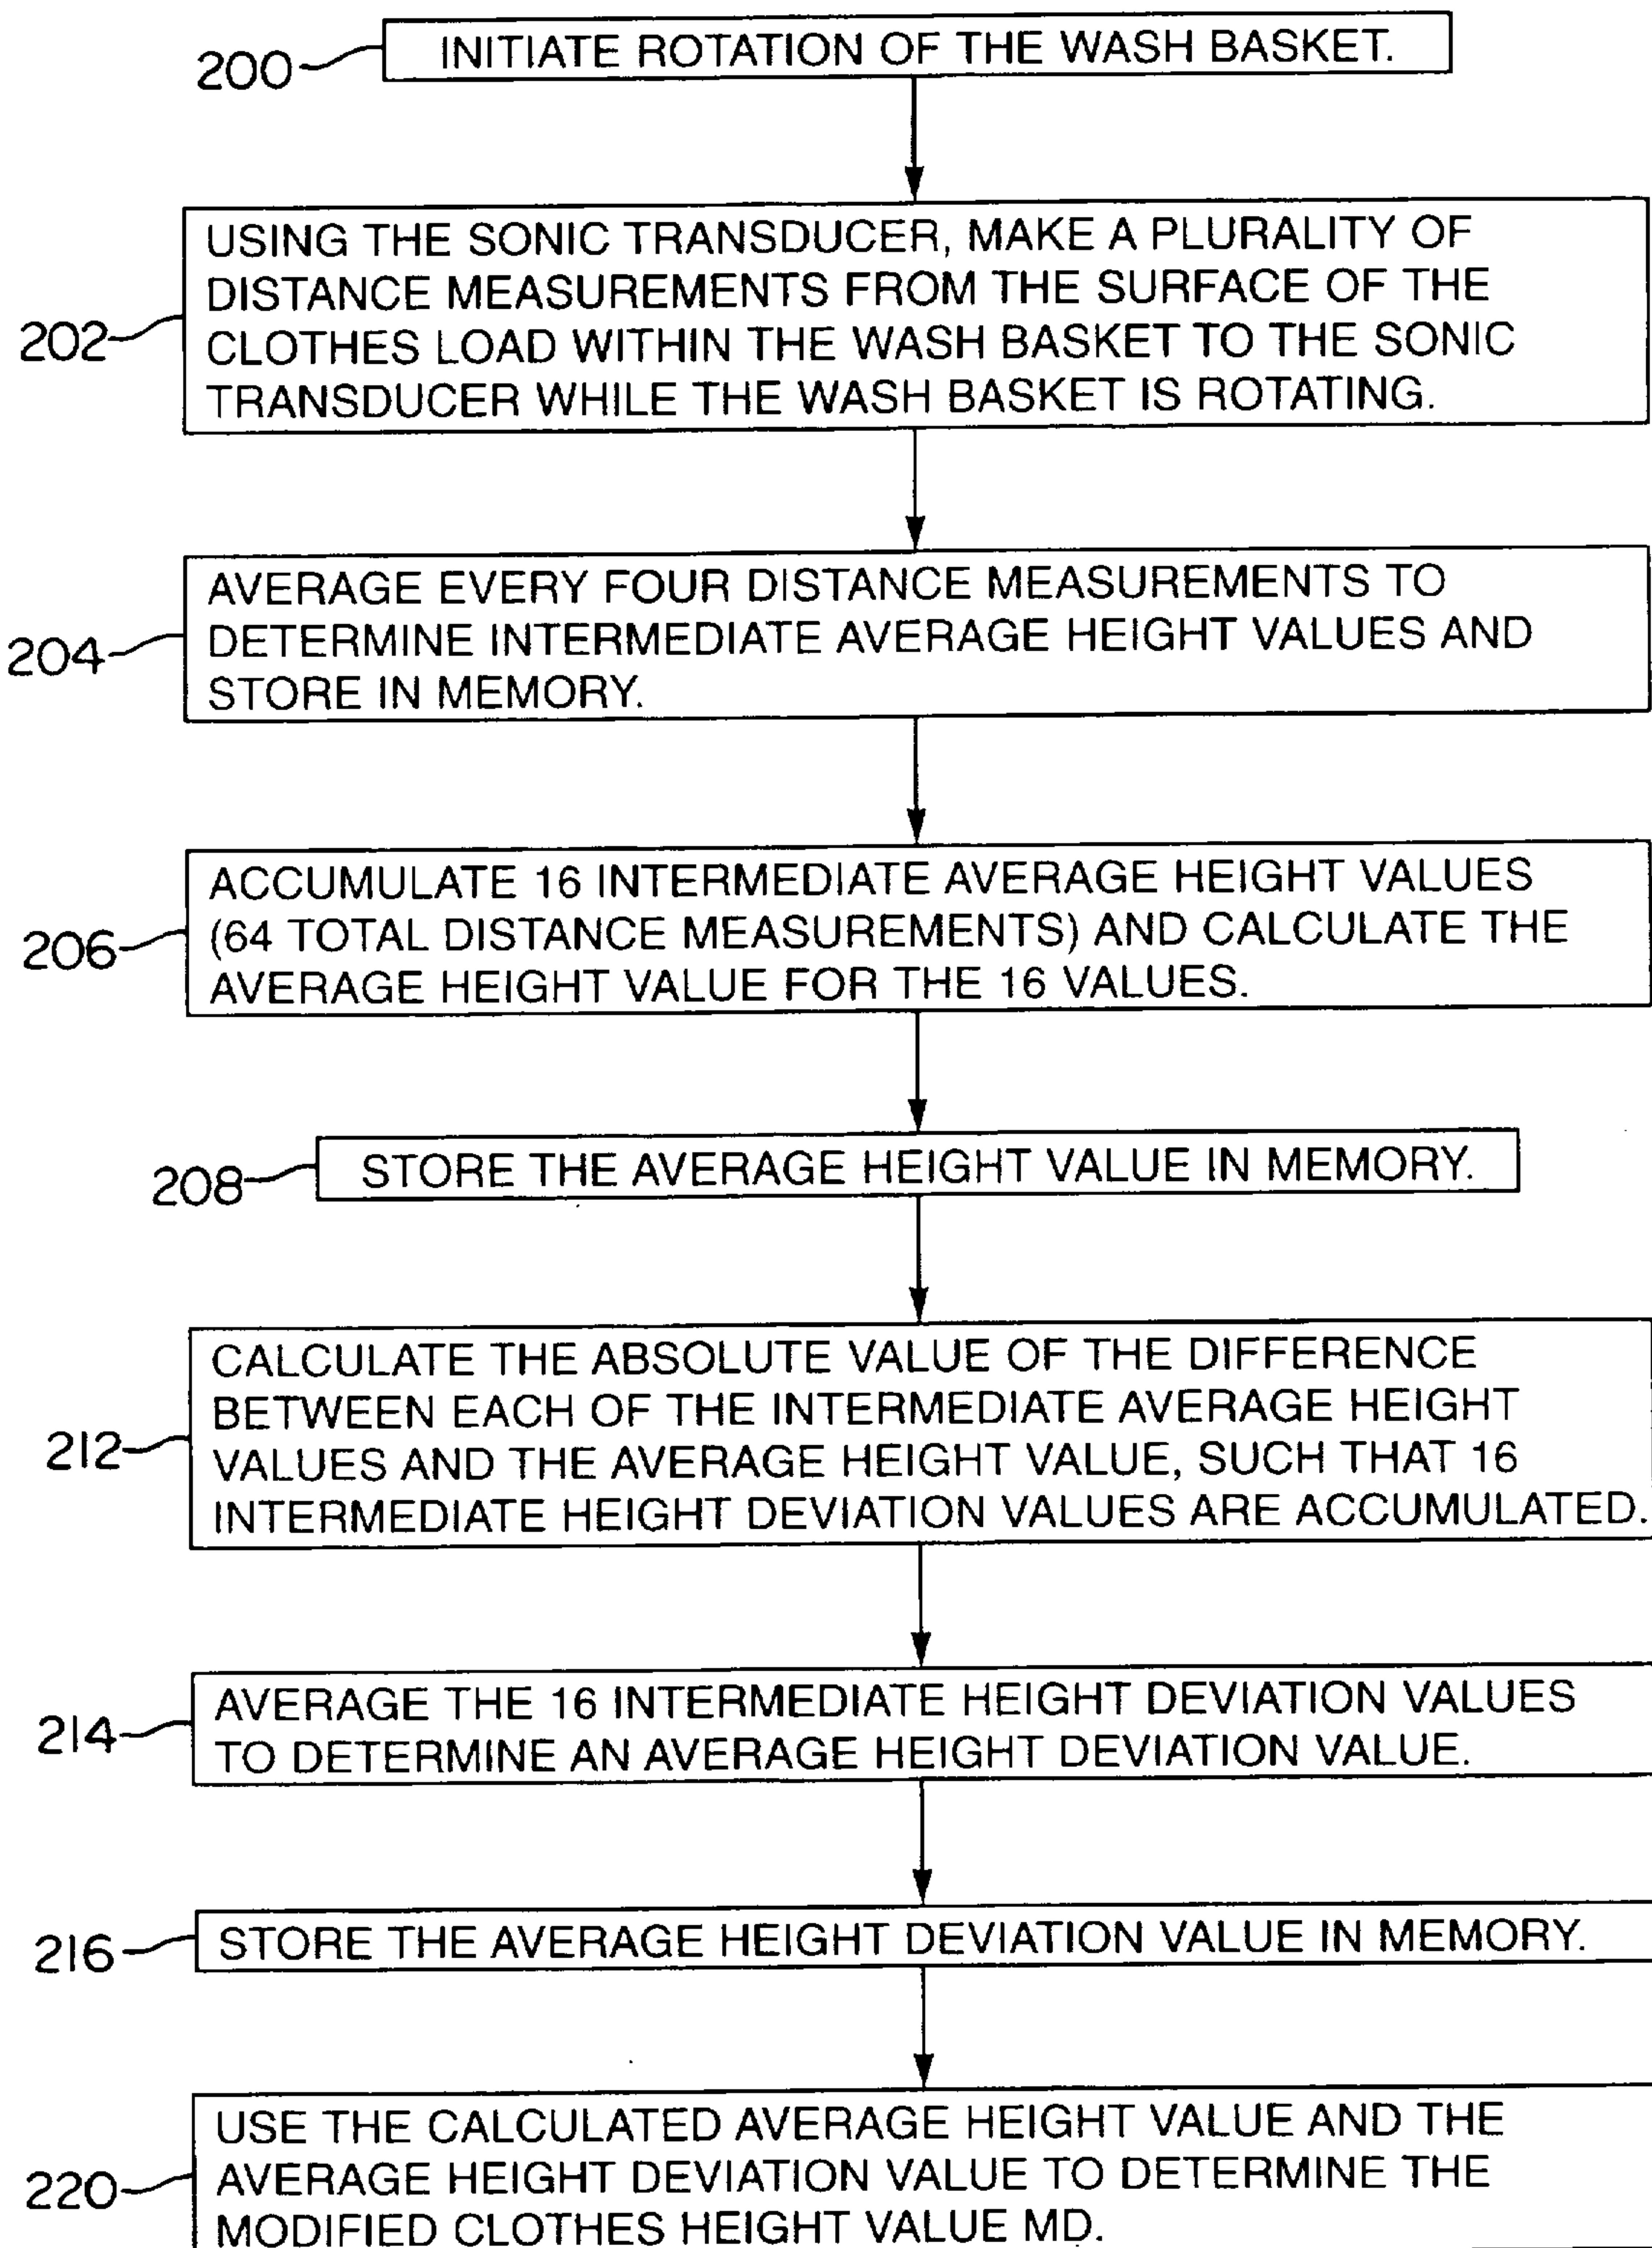 200 INITIATE ROTATION OF THE WASH BASKET.
USING THE SONIC TRANSDUCER, MAKE A PLURALITY OF
DISTANCE MEASUREMENTS FROM THE SURFACE OF THE
202 CLOTHES LOAD WITHIN THE WASH BASKET TO THE SONIC
TRANSDUCER WHILE THE WASH BASKET IS ROTATING.
AVERAGE EVERY FOUR DISTANCE MEASUREMENTS TO
204 DETERMINE INTERMEDIATE AVERAGE HEIGHT VALUES AND
STORE IN MEMORY.
ACCUMULATE 16 INTERMEDIATE AVERAGE HEIGHT VALUES
206 (64 TOTAL DISTANCE MEASUREMENTS) AND CALCULATE THE
AVERAGE HEIGHT VALUE FOR THE 16 VALUES.
208 STORE THE AVERAGE HEIGHT VALUE IN MEMORY.
CALCULATE THE ABSOLUTE VALUE OF THE DIFFERENCE
BETWEEN EACH OF THE INTERMEDIATE AVERAGE HEIGHT
212 VALUES AND THE AVERAGE HEIGHT VALUE, SUCH THAT 16
INTERMEDIATE HEIGHT DEVIATION VALUES ARE ACCUMULATED.
214 AVERAGE THE 16 INTERMEDIATE HEIGHT DEVIATION VALUES
TO DETERMINE AN AVERAGE HEIGHT DEVIATION VALUE.
216 STORE THE AVERAGE HEIGHT DEVIATION VALUE IN MEMORY.
USE THE CALCULATED AVERAGE HEIGHT VALUE AND THE
220 AVERAGE HEIGHT DEVIATION VALUE TO DETERMINE THE
MODIFIED CLOTHES HEIGHT VALUE MD.